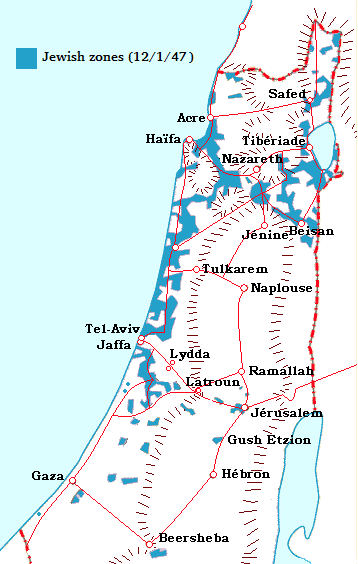 Jewish zones (12/1/47)
Safed
Acre
Haïfa
Tibériade
Nazareth
Jénine
Beisan
Tulkarem
Naplouse
Tel-Aviv
Jaffa
Lydda
Ramallah
Latroun
Jérusalem
Gush Etzion
Gaza
Hébron
Beersheba